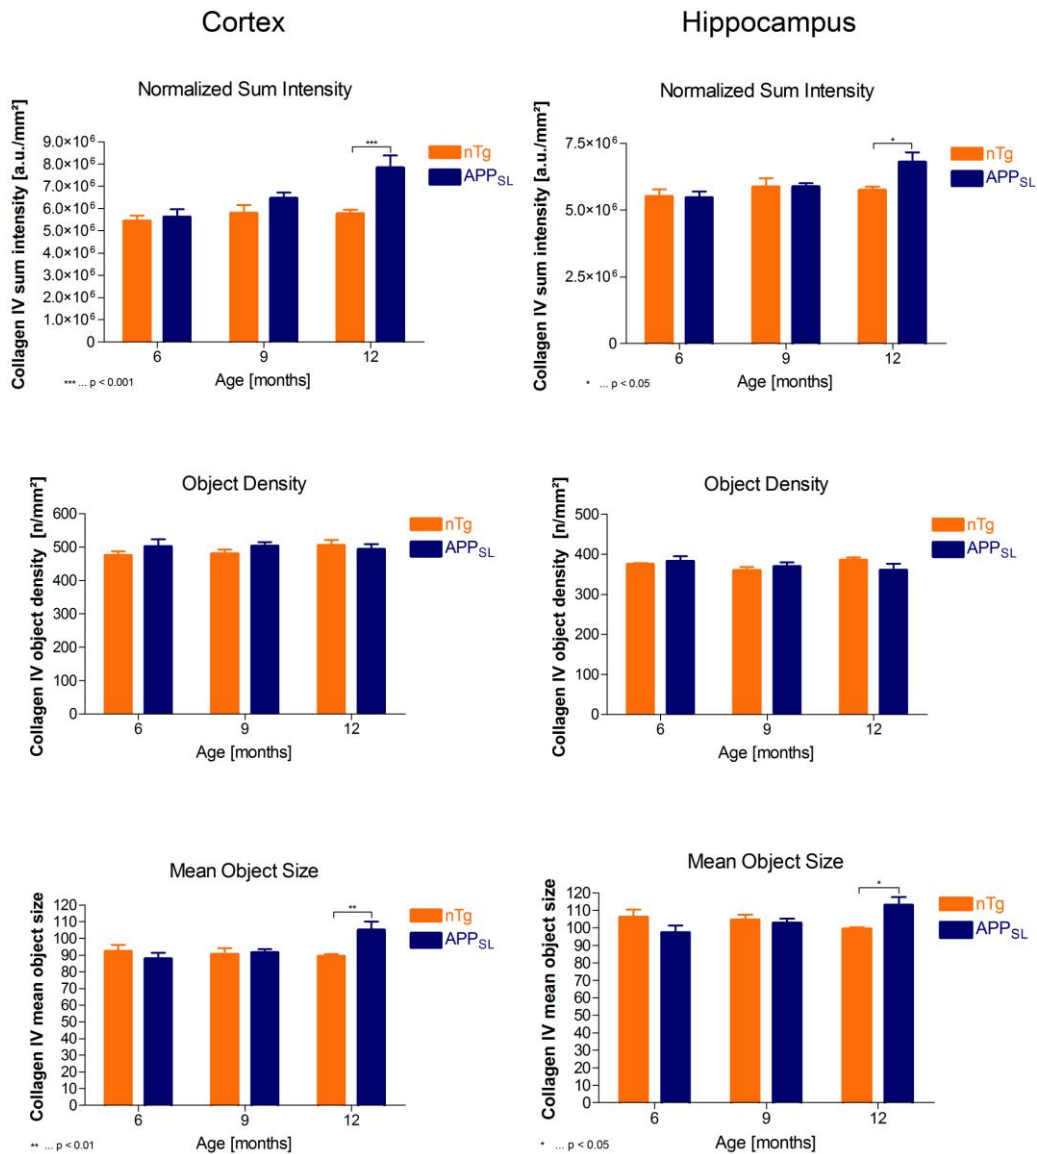 Cortex
Hippocampus
Normalized Sum Intensity
Collagen IV sum intensity [a.u./mm²]
9.0×10⁶
8.0×10⁶
7.0×10⁶
6.0×10⁶
5.0×10⁶
4.0×10⁶
3.0×10⁶
2.0×10⁶
1.0×10⁶
0
***
nTg
APPSL
6
9
12
*** ... p < 0.001
Age [months]
Normalized Sum Intensity
Collagen IV sum intensity [a.u./mm²]
7.5×10⁶
5.0×10⁶
2.5×10⁶
0
*
nTg
APPSL
6
9
12
* ... p < 0.05
Age [months]
Object Density
Collagen IV object density [n/mm²]
600
500
400
300
200
100
0
nTg
APPSL
6
9
12
Age [months]
Object Density
Collagen IV object density [n/mm²]
500
400
300
200
100
0
nTg
APPSL
6
9
12
Age [months]
Mean Object Size
Collagen IV mean object size
120
110
100
90
80
70
60
50
40
30
20
10
0
**
nTg
APPSL
6
9
12
** ... p < 0.01
Age [months]
Mean Object Size
Collagen IV mean object size
120
110
100
90
80
70
60
50
40
30
20
10
0
*
nTg
APPSL
6
9
12
* ... p < 0.05
Age [months]